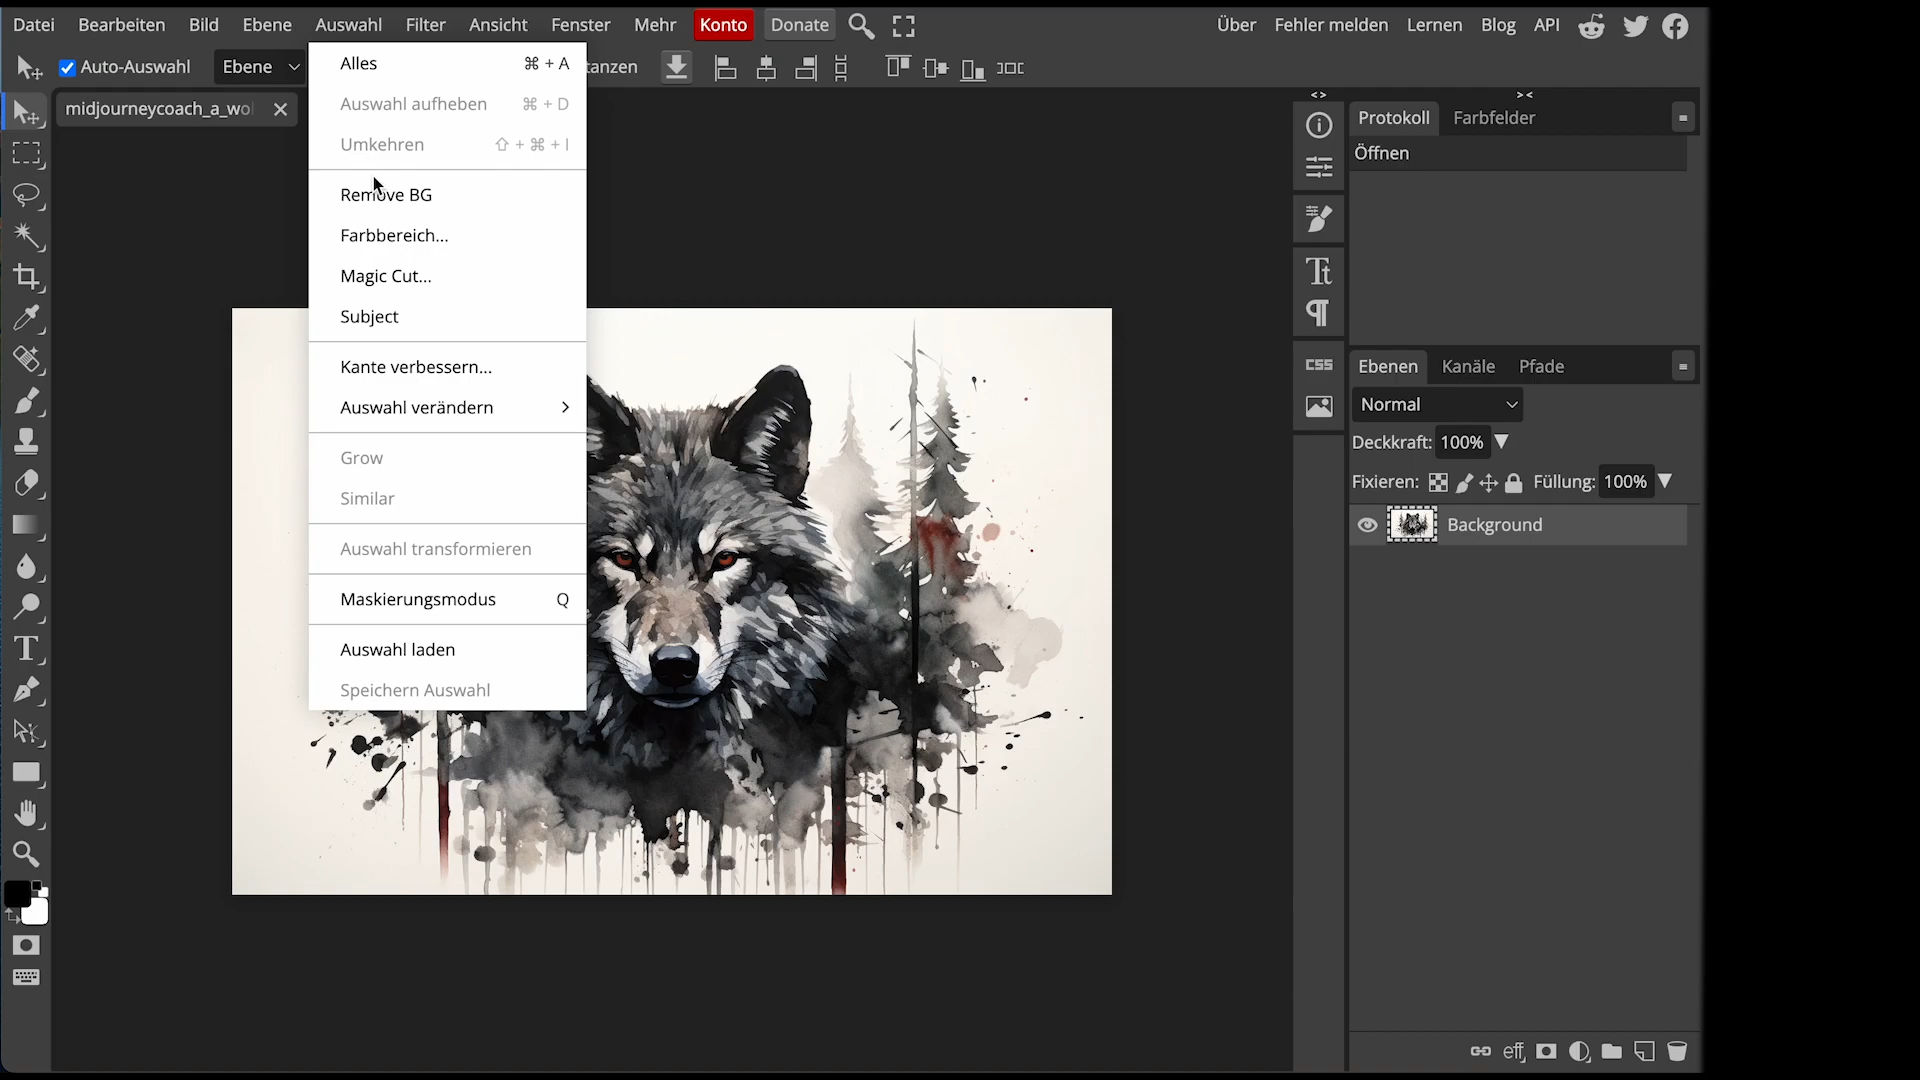 Datei Bearbeiten Bild Ebene Auswahl Filter Ansicht Fenster Mehr Konto Donate Über Fehler melden Lernen Blog API
Auto-Auswahl Ebene tanzen
midjourneycoach_a_wo
Alles ⌘ + A
Auswahl aufheben ⌘ + D
Umkehren ⇧ + ⌘ + I
Remove BG
Farbbereich...
Magic Cut...
Subject
Kante verbessern...
Auswahl verändern
Grow
Similar
Auswahl transformieren
Maskierungsmodus Q
Auswahl laden
Speichern Auswahl
<> ><
Protokoll Farbfelder
Öffnen
CSS
Ebenen Kanäle Pfade
Normal
Deckkraft: 100%
Fixieren: Füllung: 100%
Background
eff